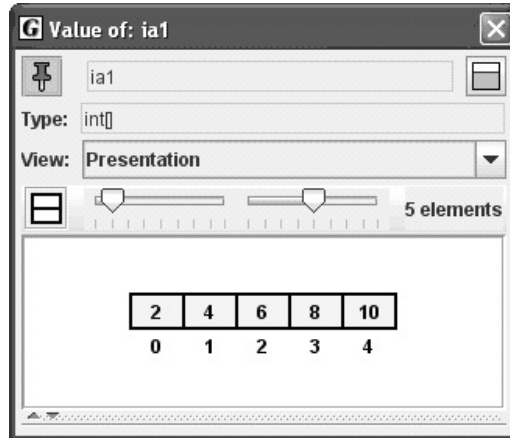 G Value of: ia1
ia1
Type: int[]
View: Presentation
5 elements
2 4 6 8 10
0 1 2 3 4